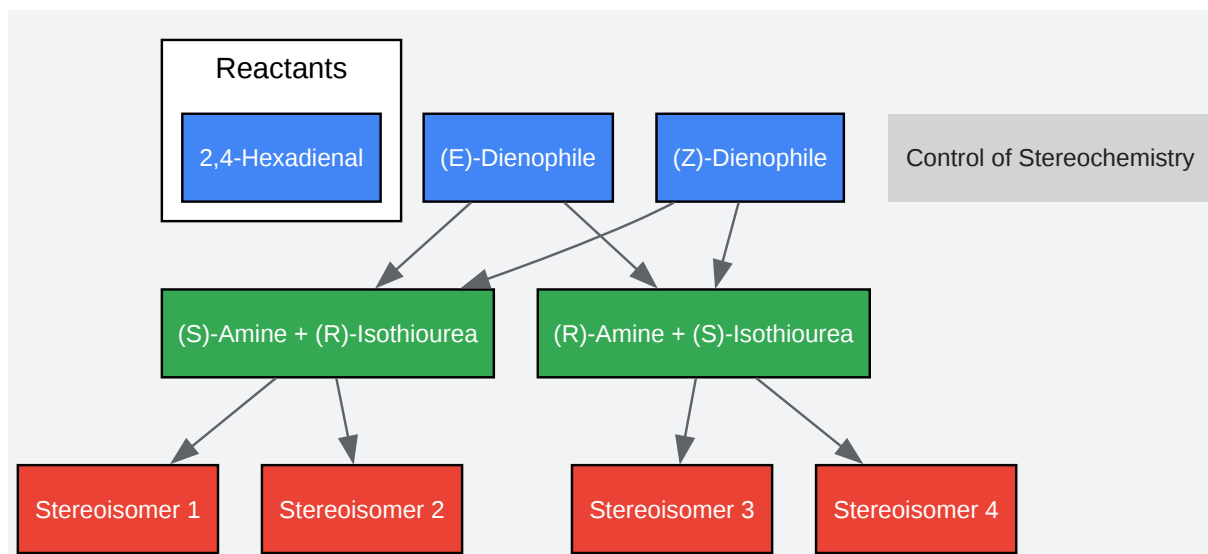 Reactants
2,4-Hexadienal
(E)-Dienophile
(Z)-Dienophile
Control of Stereochemistry
(S)-Amine + (R)-Isothiourea
(R)-Amine + (S)-Isothiourea
Stereoisomer 1
Stereoisomer 2
Stereoisomer 3
Stereoisomer 4